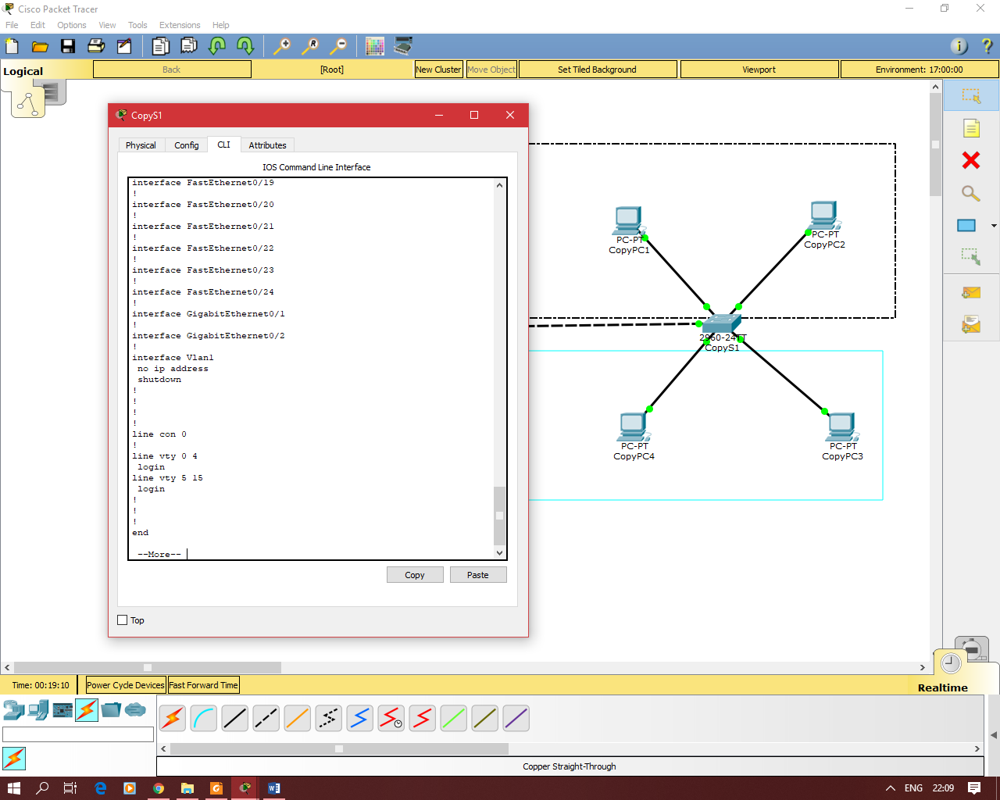 Cisco Packet Tracer
File Edit Options View Tools Extensions Help
Logical
Back
[Root]
New Cluster
Move Object
Set Tiled Background
Viewport
Environment: 17:00:00
CopyS1
Physical Config CLI Attributes
IOS Command Line Interface
interface FastEthernet0/19
!
interface FastEthernet0/20
!
interface FastEthernet0/21
!
interface FastEthernet0/22
!
interface FastEthernet0/23
!
interface FastEthernet0/24
!
interface GigabitEthernet0/1
!
interface GigabitEthernet0/2
!
interface Vlan1
no ip address
shutdown
!
!
!
!
line con 0
!
line vty 0 4
login
line vty 5 15
login
!
!
!
end
--More--
Copy
Paste
Top
PC-PT
CopyPC1
PC-PT
CopyPC2
2960-24TT
CopyS1
PC-PT
CopyPC4
PC-PT
CopyPC3
Time: 00:19:10
Power Cycle Devices
Fast Forward Time
Realtime
Copper Straight-Through
ENG 22:09